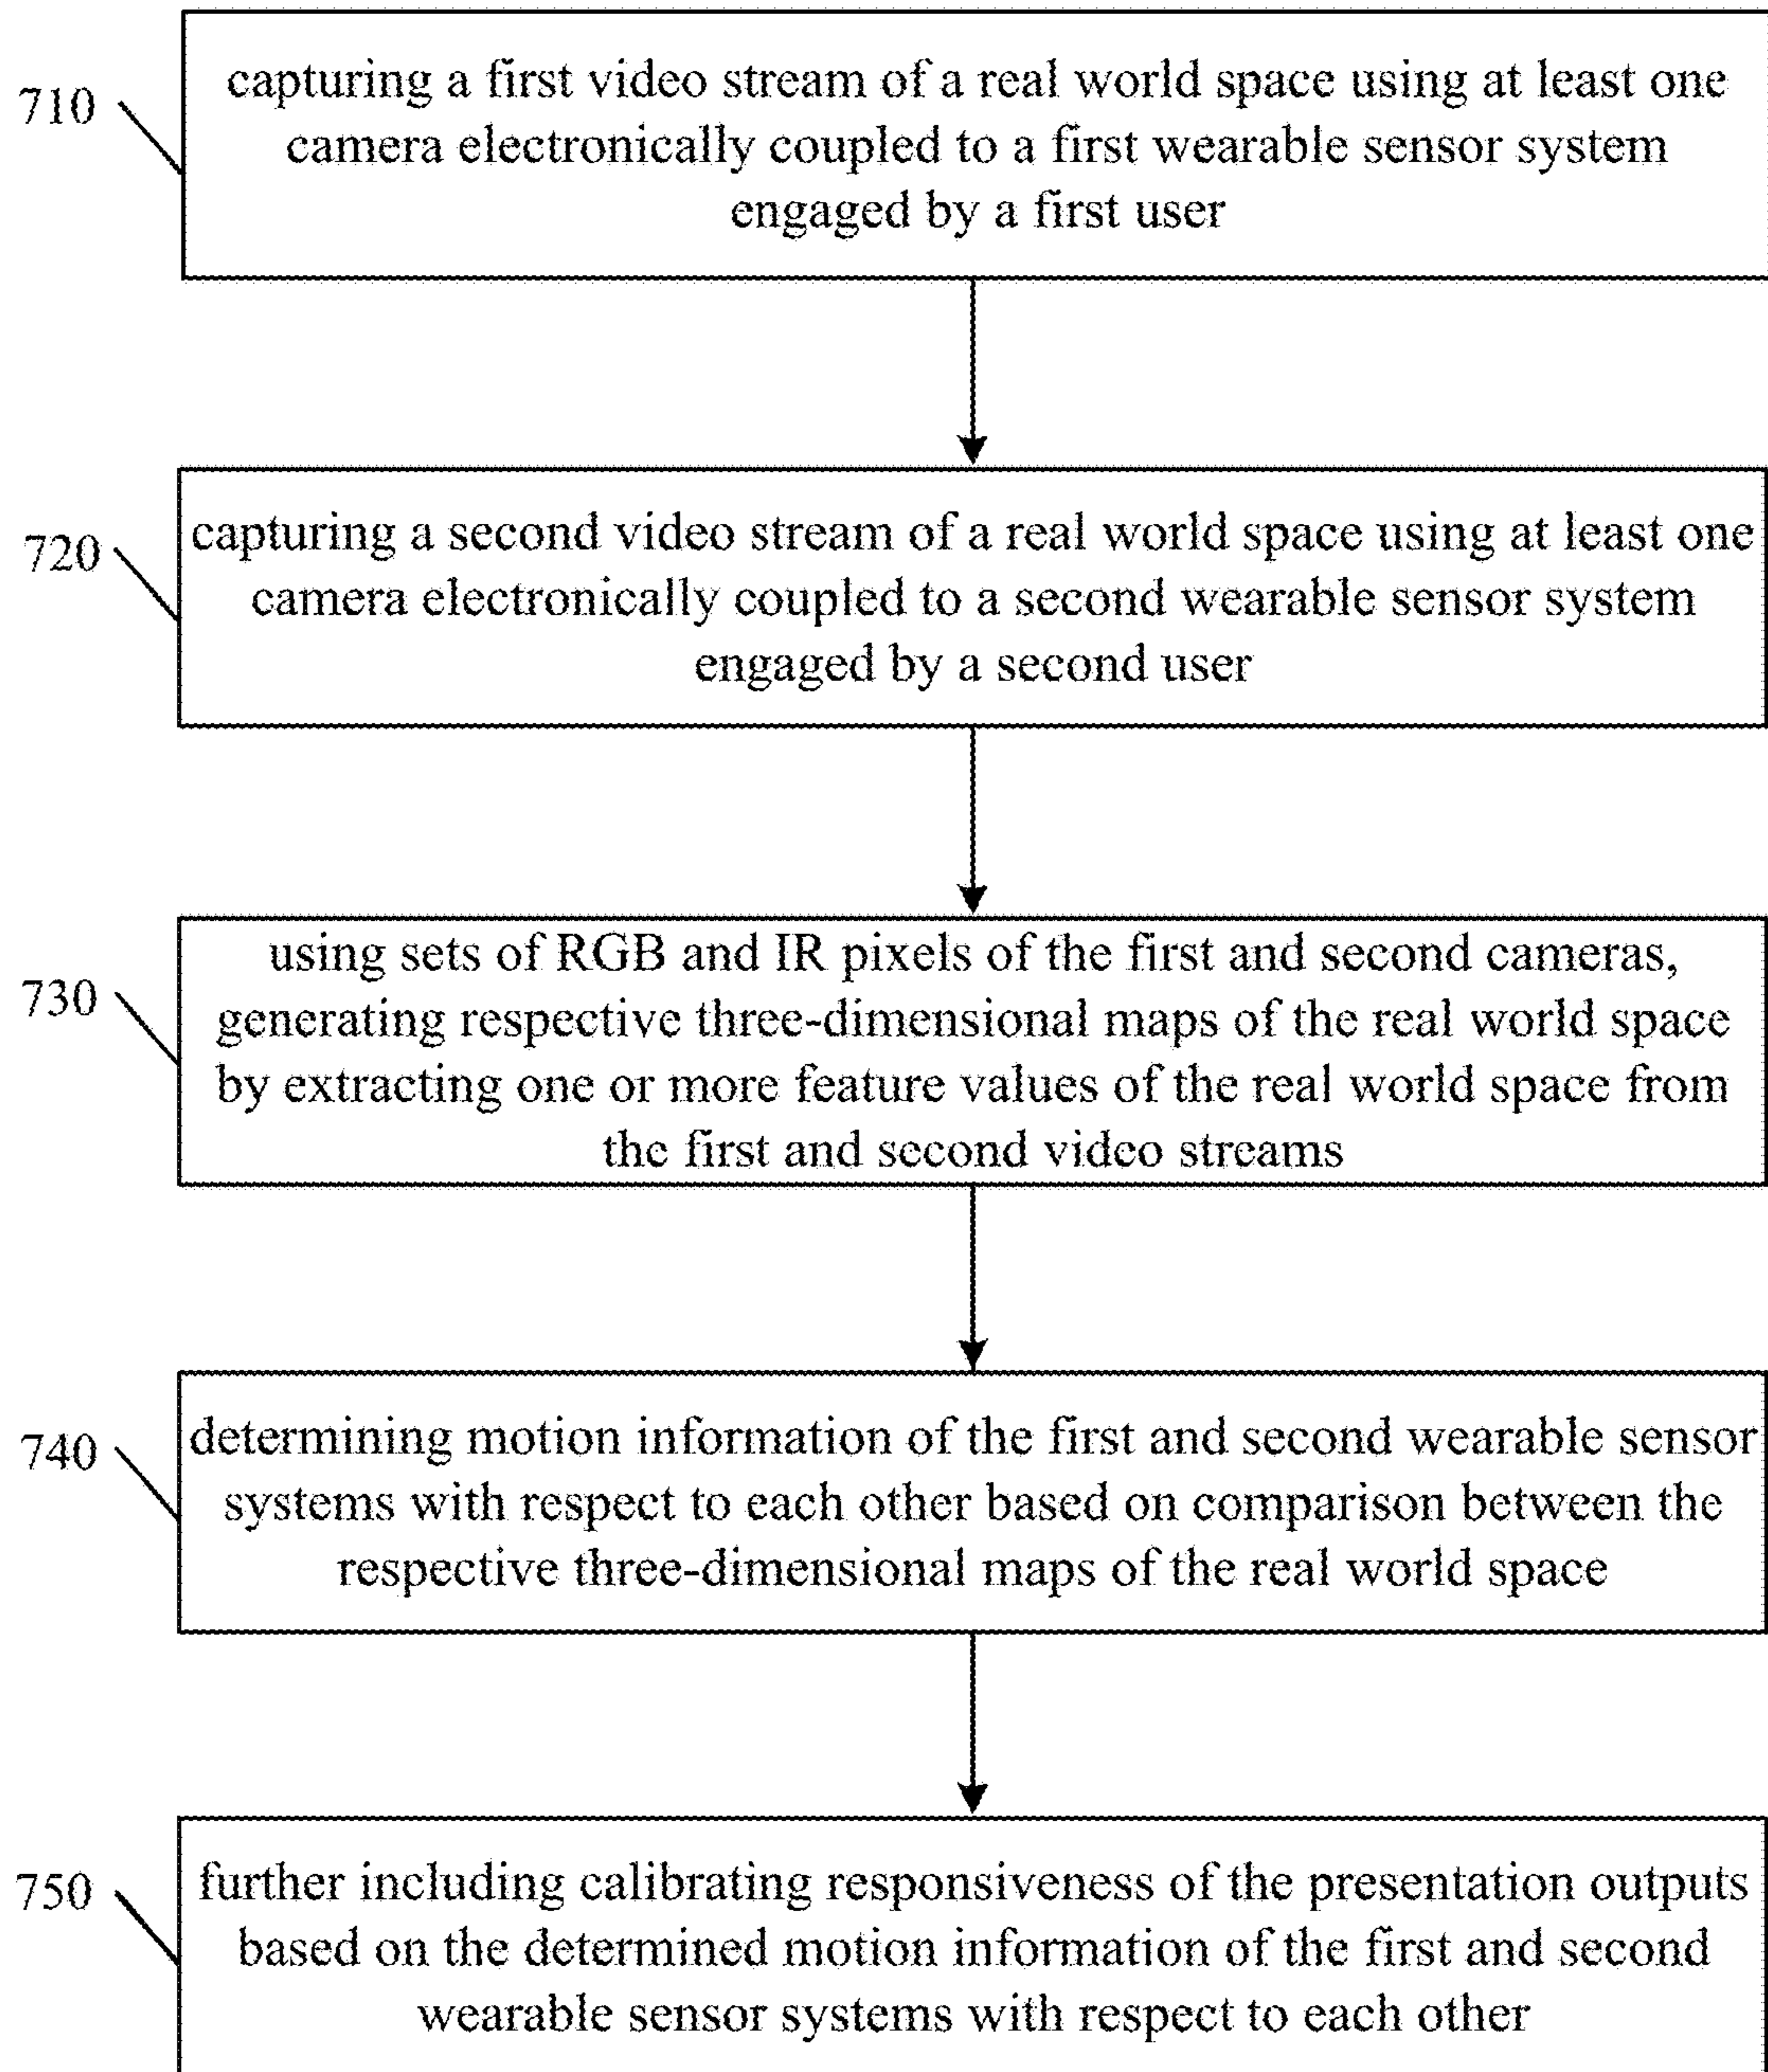 710
capturing a first video stream of a real world space using at least one
camera electronically coupled to a first wearable sensor system
engaged by a first user
720
capturing a second video stream of a real world space using at least one
camera electronically coupled to a second wearable sensor system
engaged by a second user
730
using sets of RGB and IR pixels of the first and second cameras,
generating respective three-dimensional maps of the real world space
by extracting one or more feature values of the real world space from
the first and second video streams
740
determining motion information of the first and second wearable sensor
systems with respect to each other based on comparison between the
respective three-dimensional maps of the real world space
750
further including calibrating responsiveness of the presentation outputs
based on the determined motion information of the first and second
wearable sensor systems with respect to each other